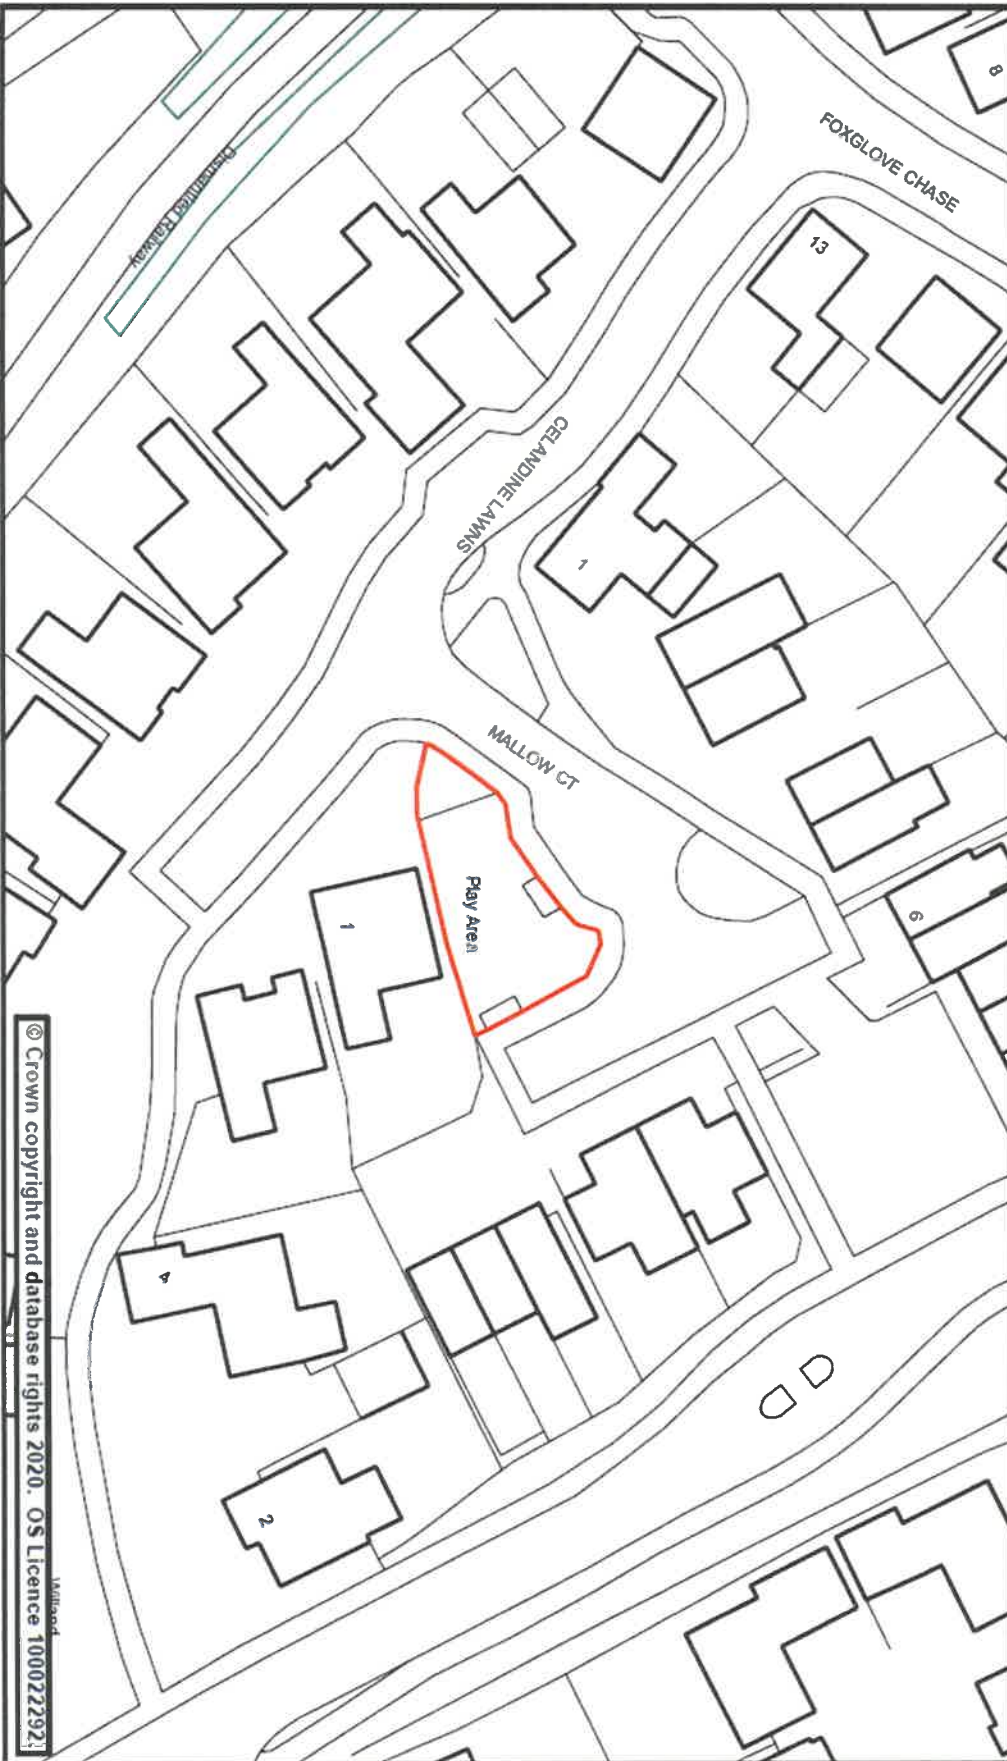 8
FOXGLOVE CHASE
Dismantled Railway
13
CELANDINE LAWNS
1
MALLOW CT
Play Area
1
6
4
2
Willand
© Crown copyright and database rights 2020. OS Licence 100022292.